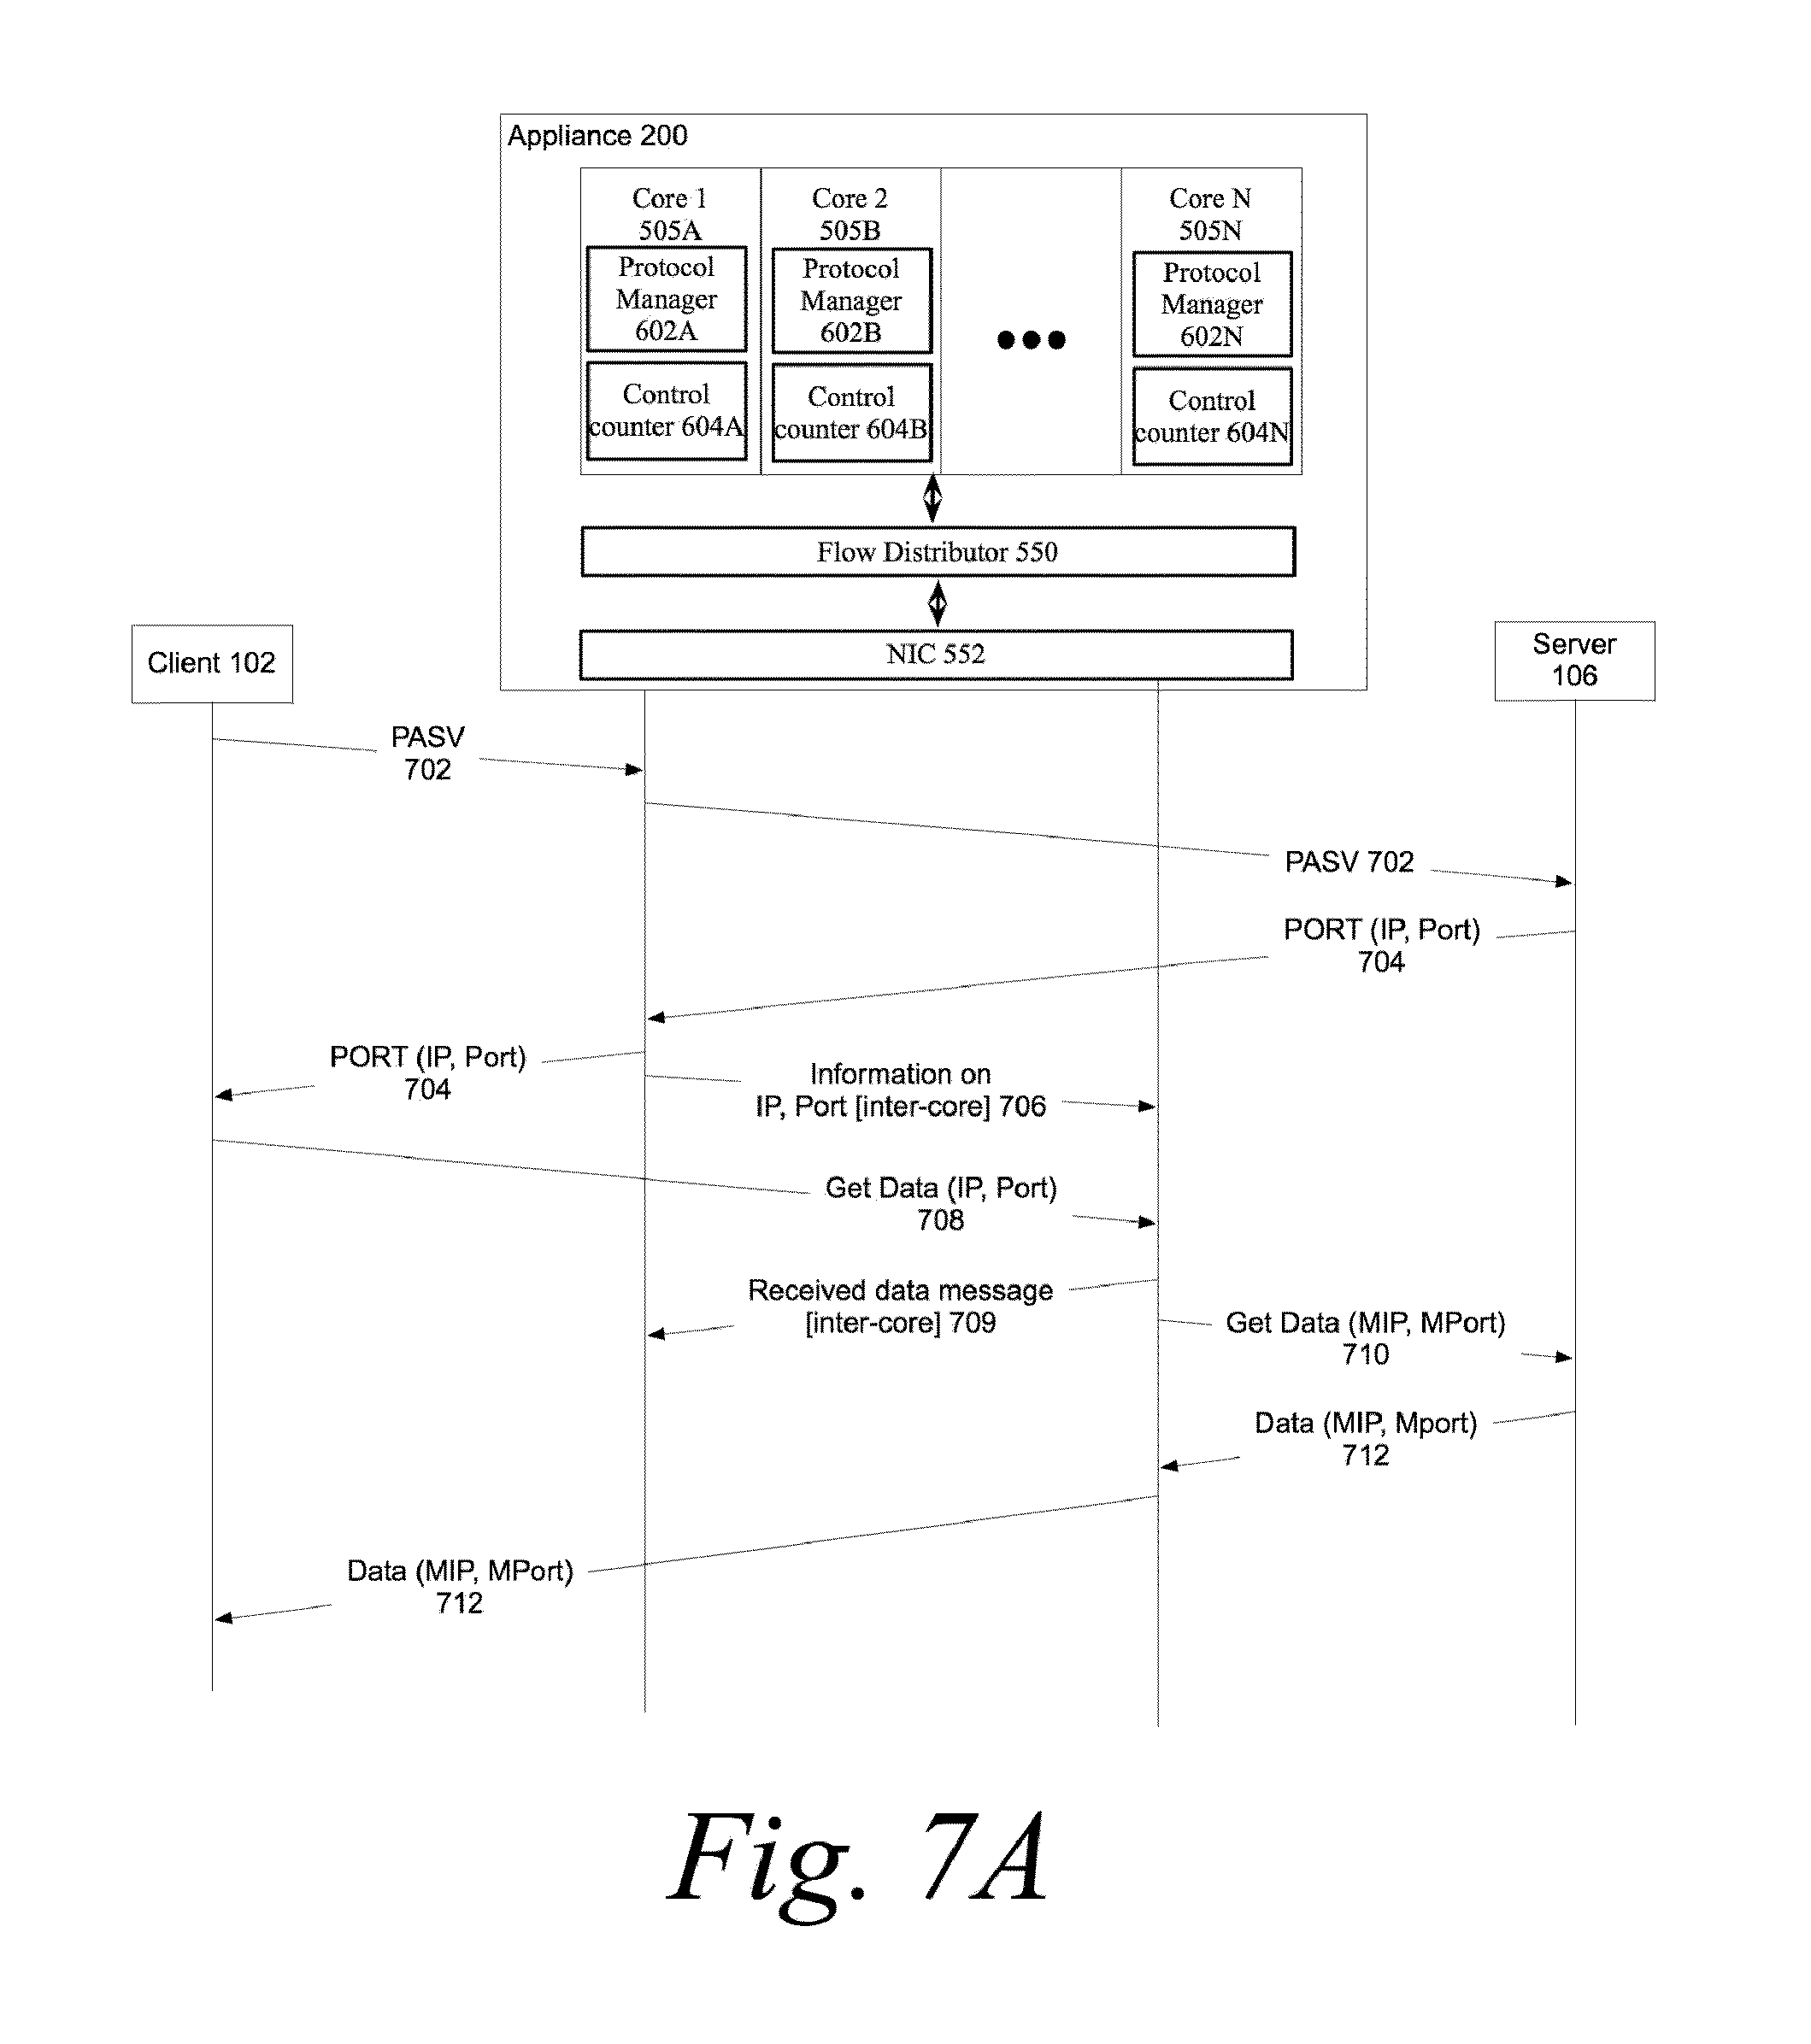 Appliance 200
Core 1
505A
Protocol
Manager
602A
Control
counter 604A
Core 2
505B
Protocol
Manager
602B
Control
counter 604B
Core N
505N
Protocol
Manager
602N
Control
counter 604N
Flow Distributor 550
NIC 552
Client 102
Server
106
PASV
702
PASV 702
PORT (IP, Port)
704
PORT (IP, Port)
704
Information on
IP, Port [inter-core] 706
Get Data (IP, Port)
708
Received data message
[inter-core] 709
Get Data (MIP, MPort)
710
Data (MIP, Mport)
712
Data (MIP, MPort)
712
Fig. 7A